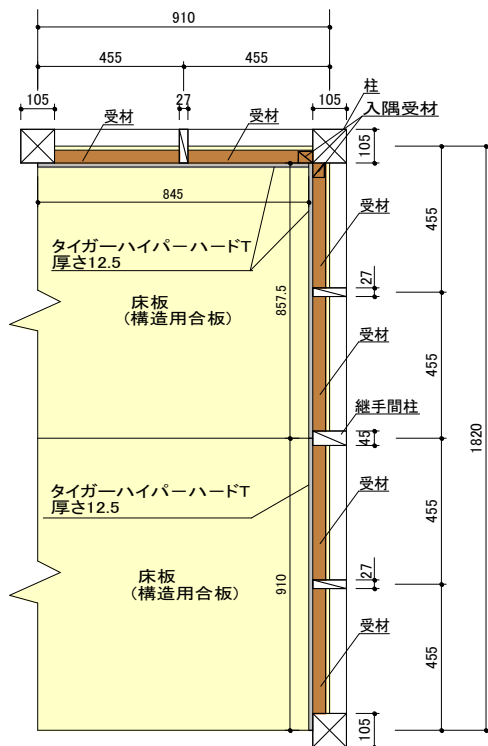 910
455
455
105
27
105
柱
受材
受材
入隅受材
105
845
受材
455
タイガーハイパーハードT
厚さ12.5
27
床板
(構造用合板)
857.5
455
受材
継手間柱
45
1820
タイガーハイパーハードT
厚さ12.5
受材
455
27
床板
(構造用合板)
910
455
受材
105